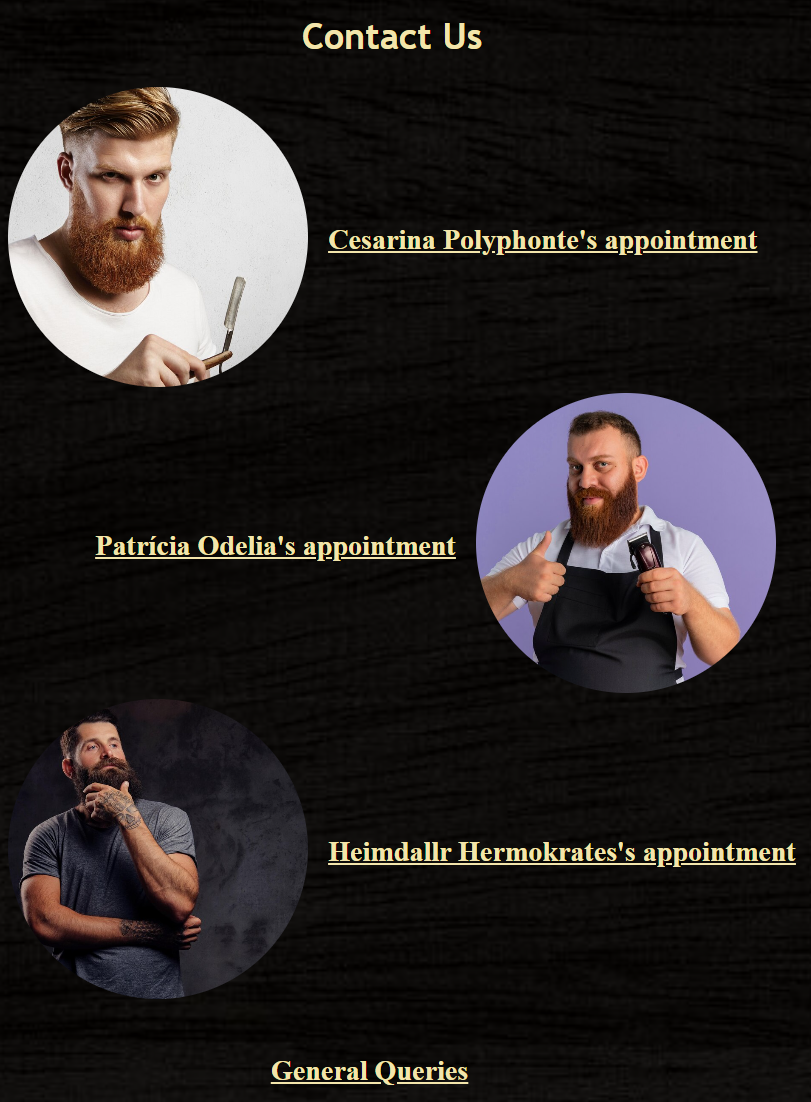 Contact Us
Cesarina Polyphonte's appointment
Patrícia Odelia's appointment
Heimdallr Hermokrates's appointment
General Queries